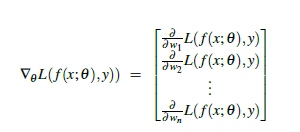 ∇θL(f(x;θ),y)) = [ ∂/∂w₁ L(f(x;θ),y)
∂/∂w₂ L(f(x;θ),y)
⋮
∂/∂wₙ L(f(x;θ),y) ]